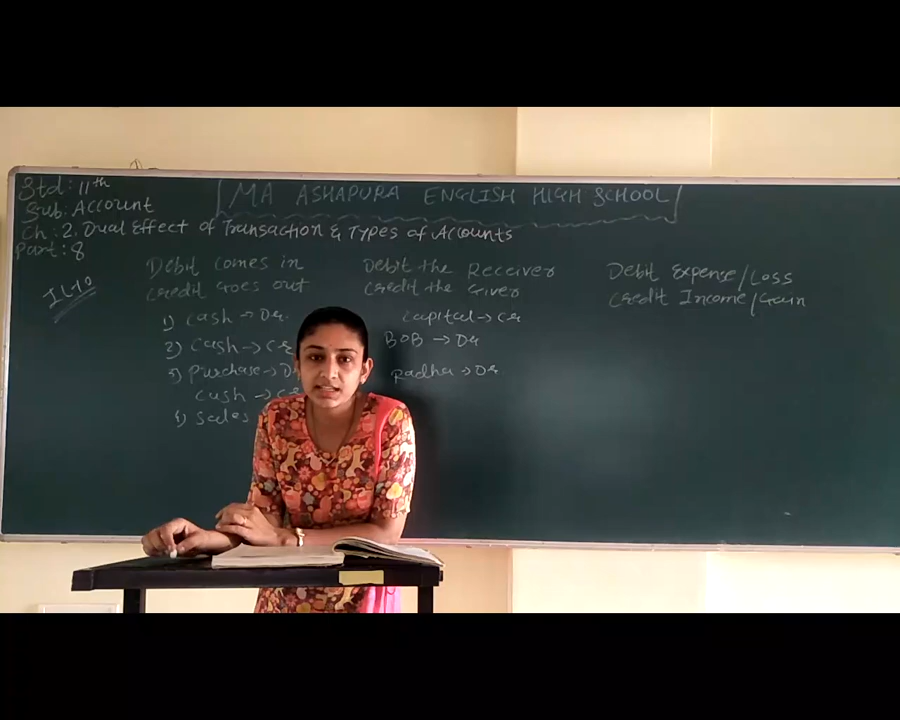 Std: 11th
MA ASHAPURA ENGLISH HIGH SCHOOL
Sub: Account
Ch: 2. Dual Effect of Transaction & Types of Accounts
Part: 8
Debit comes in
credit goes out
Debit the Receiver
credit the Giver
Debit Expense/Loss
credit Income/Gain
1) cash → Dr.
capital → Cr
2) cash → Cr
BOB → Dr
3) purchase → D
Radha → Dr
cash → Cr
4) sales